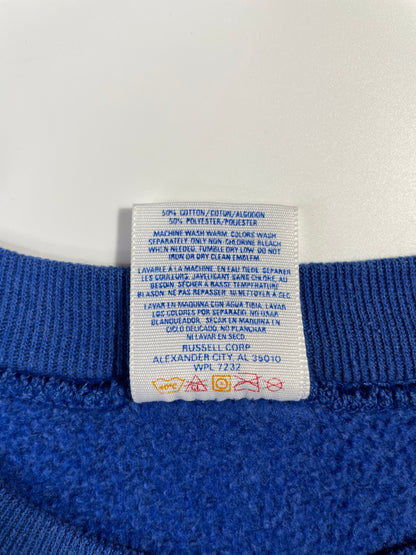 50% COTTON/COTON/ALGODON
50% POLYESTER/POLIESTER
MACHINE WASH WARM. COLORS WASH
SEPARATELY. ONLY NON-CHLORINE BLEACH
WHEN NEEDED. TUMBLE DRY LOW. DO NOT
IRON OR DRY CLEAN EMBLEM
LAVABLE À LA MACHINE, EN EAU TIÈDE. SÉPARER
LES COULEURS. JAVELISANT SANS CHLORE, AU
BESOIN. SÉCHER À BASSE TEMPÉRATURE
BLASON: NE PAS REPASSER, NI NETTOYER À SEC.
LAVAR EN MAQUINA CON AGUA TIBIA. LAVAR
LOS COLORES POR SEPARADO. NO USAR
BLANQUEADOR. SECAR EN MAQUINA EN
CICLO DELICADO. NO PLANCHAR
NI LAVAR EN SECO.
RUSSELL CORP.
ALEXANDER CITY, AL 35010
WPL 7232
40°C